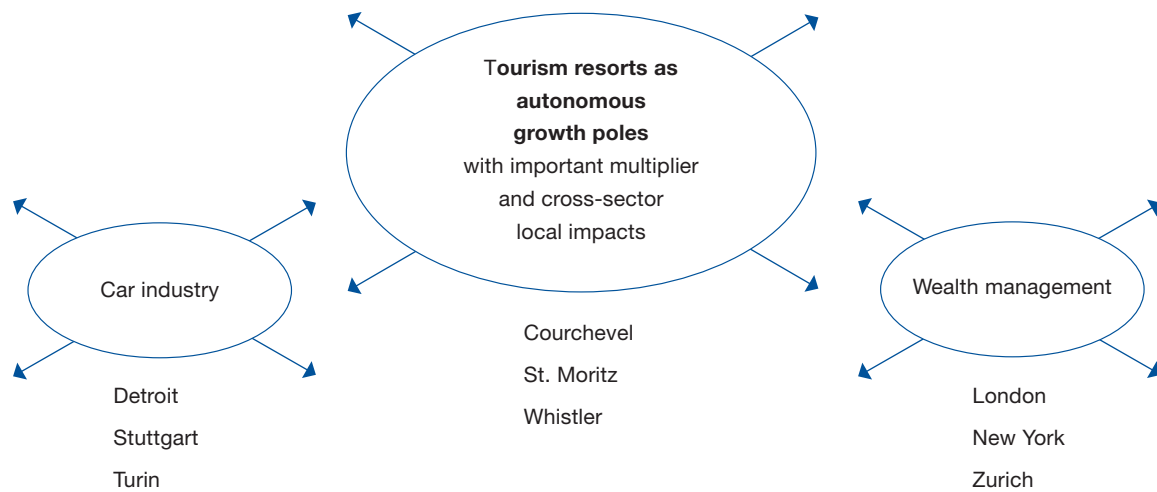 Tourism resorts as
autonomous
growth poles
with important multiplier
and cross-sector
local impacts
Car industry
Wealth management
Courchevel
St. Moritz
Whistler
Detroit
Stuttgart
Turin
London
New York
Zurich